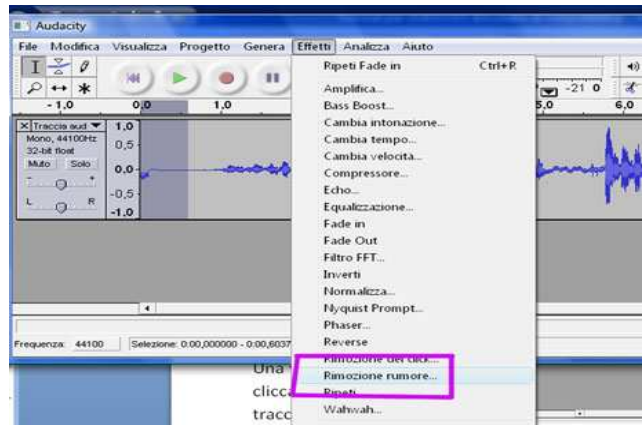 Audacity
File Modifica Visualizza Progetto Genera Effetti Analizza Aiuto
-21 0
- 1,0 0,0 1,0 5,0 6,0
Traccia aud
Mono, 44100Hz
32-bit float
Muto Solo
- +
L R
1,0
0,5
0,0
-0,5
-1,0
Ripeti Fade in Ctrl+R
Amplifica...
Bass Boost...
Cambia intonazione...
Cambia tempo...
Cambia velocita...
Compressore...
Echo...
Equalizzazione...
Fade in
Fade Out
Filtro FFT...
Inverti
Normalizza...
Nyquist Prompt...
Phaser...
Reverse
Rimozione dei click...
Rimozione rumore...
Ripeti
Wahwah...
Frequenza: 44100 Selezione: 0:00,000000 - 0:00,6037
Una
clicca
tracc